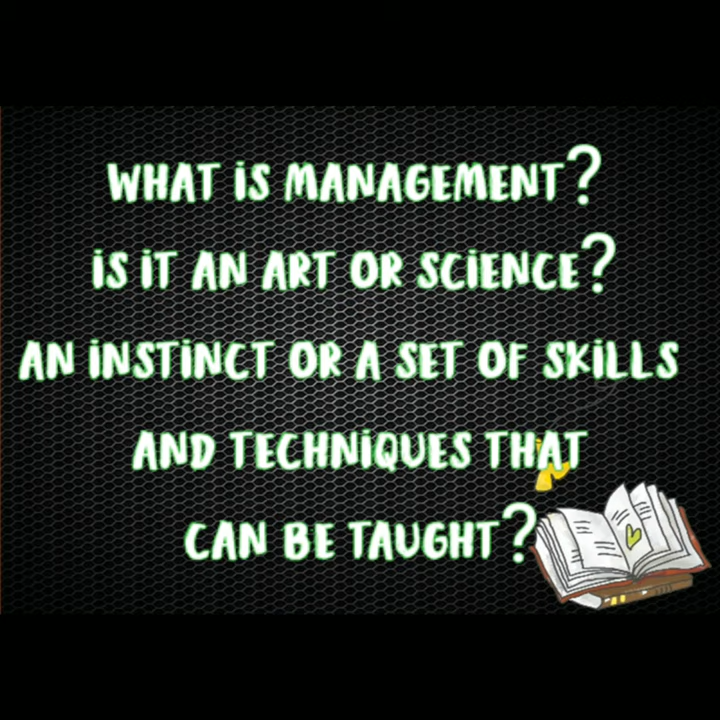 WHAT IS MANAGEMENT?
IS IT AN ART OR SCIENCE?
AN INSTINCT OR A SET OF SKILLS
AND TECHNIQUES THAT
CAN BE TAUGHT?